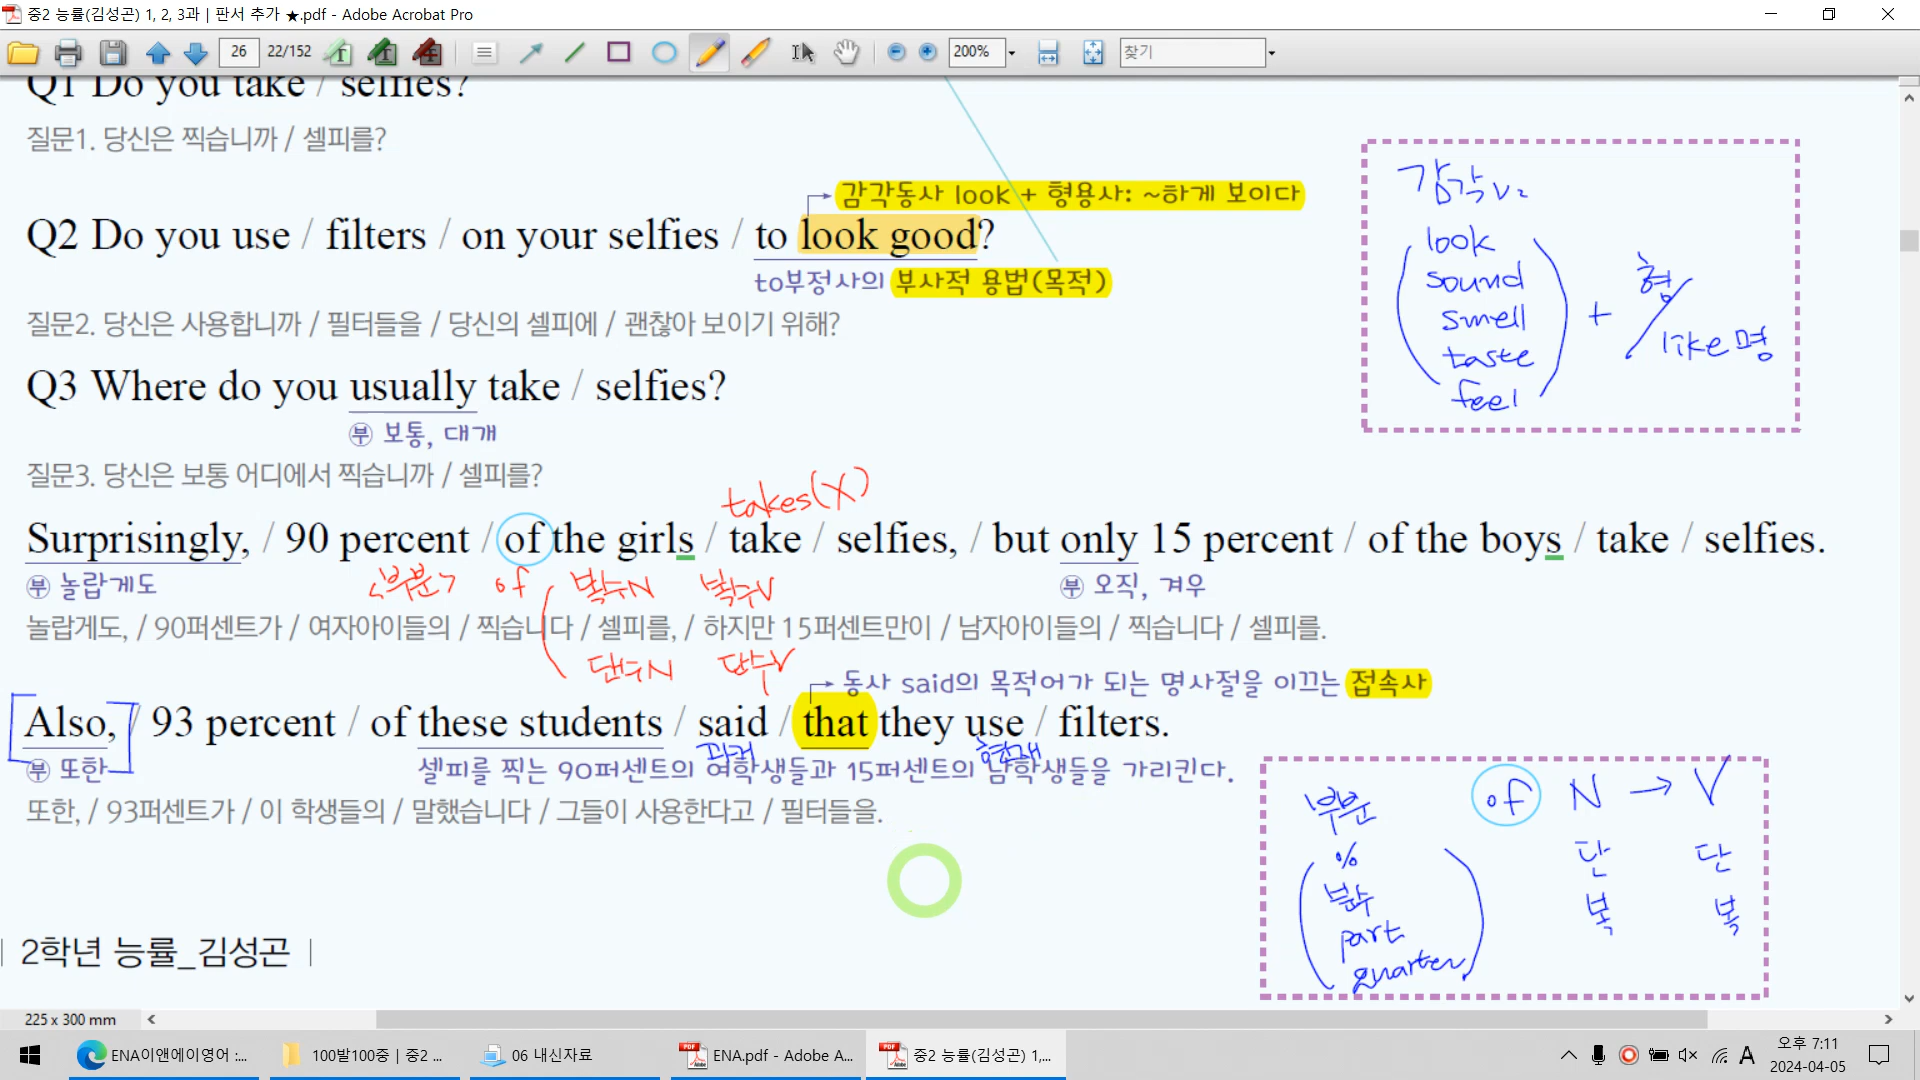 중2 능률(김성곤) 1, 2, 3과 | 판서 추가 ★.pdf - Adobe Acrobat Pro
26 22/152 200% 찾기
Q1 Do you take / selfies?
질문1. 당신은 찍습니까 / 셀피를?
감각동사 look + 형용사: ~하게 보이다
Q2 Do you use / filters / on your selfies / to look good?
to부정사의 부사적 용법(목적)
질문2. 당신은 사용합니까 / 필터들을 / 당신의 셀피에 / 괜찮아 보이기 위해?
Q3 Where do you usually take / selfies?
부 보통, 대개
질문3. 당신은 보통 어디에서 찍습니까 / 셀피를?
감각V
look
sound
smell
taste
feel
+ 형 / like 명
takes(X)
Surprisingly, / 90 percent / of the girls / take / selfies, / but only 15 percent / of the boys / take / selfies.
부 놀랍게도
<부분> of 복수N 복수V
단수N 단수V
부 오직, 겨우
놀랍게도, / 90퍼센트가 / 여자아이들의 / 찍습니다 / 셀피를, / 하지만 15퍼센트만이 / 남자아이들의 / 찍습니다 / 셀피를.
동사 said의 목적어가 되는 명사절을 이끄는 접속사
Also, / 93 percent / of these students / said / that they use / filters.
과거 현재
부 또한
셀피를 찍는 90퍼센트의 여학생들과 15퍼센트의 남학생들을 가리킨다.
또한, / 93퍼센트가 / 이 학생들의 / 말했습니다 / 그들이 사용한다고 / 필터들을.
부분 of N → V
% 단 단
분수 복 복
part
quarter
| 2학년 능률_김성곤 |
225 x 300 mm
ENA이앤에이영어 :...
100발100중 | 중2 ...
06 내신자료
ENA.pdf - Adobe A...
중2 능률(김성곤) 1,...
A
오후 7:11
2024-04-05